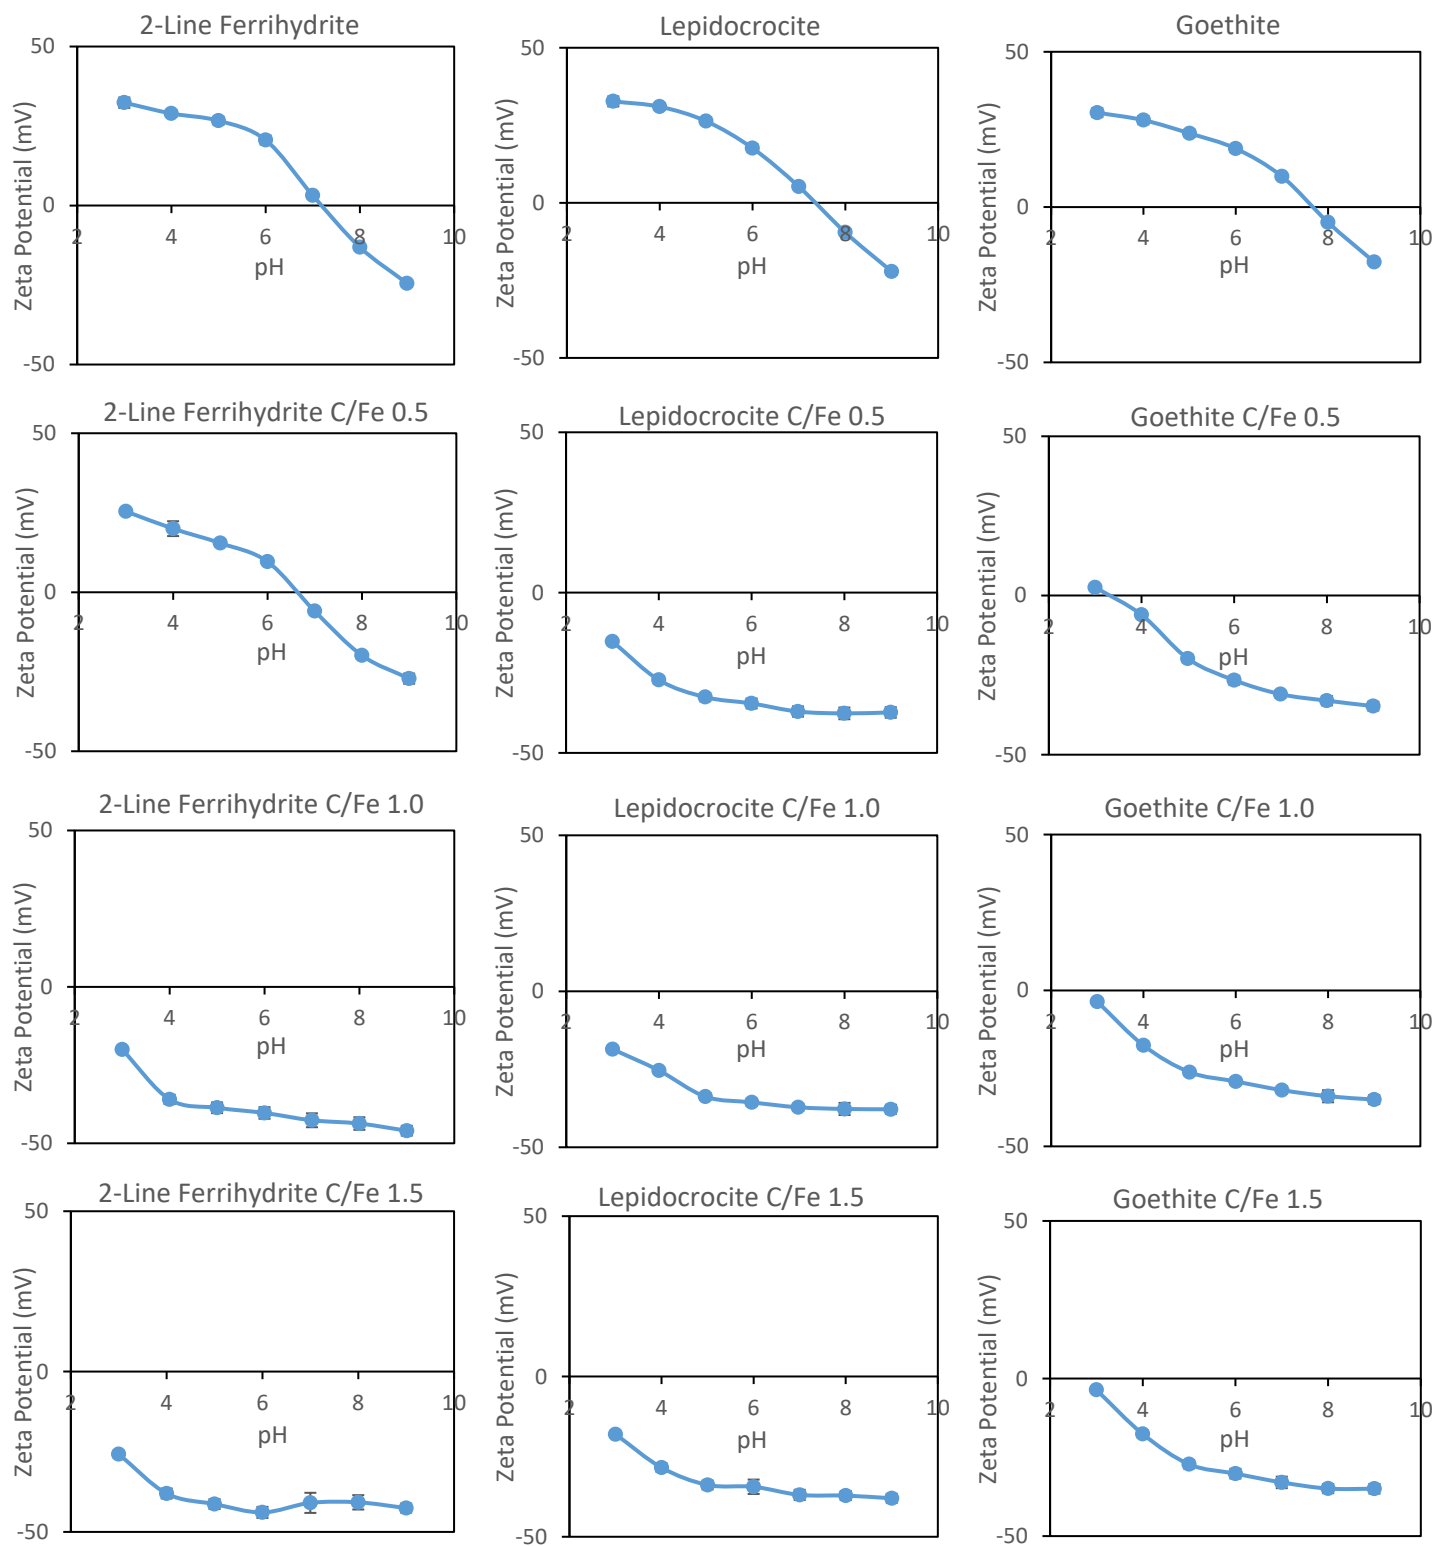 2-Line Ferrihydrite
50
0
-50
2
4
6
8
10
pH
Zeta Potential (mV)
Lepidocrocite
50
0
-50
2
4
6
8
10
pH
Zeta Potential (mV)
Goethite
50
0
-50
2
4
6
8
10
pH
Zeta Potential (mV)
2-Line Ferrihydrite C/Fe 0.5
50
0
-50
2
4
6
8
10
pH
Zeta Potential (mV)
Lepidocrocite C/Fe 0.5
50
0
-50
2
4
6
8
10
pH
Zeta Potential (mV)
Goethite C/Fe 0.5
50
0
-50
2
4
6
8
10
pH
Zeta Potential (mV)
2-Line Ferrihydrite C/Fe 1.0
50
0
-50
2
4
6
8
10
pH
Zeta Potential (mV)
Lepidocrocite C/Fe 1.0
50
0
-50
2
4
6
8
10
pH
Zeta Potential (mV)
Goethite C/Fe 1.0
50
0
-50
2
4
6
8
10
pH
Zeta Potential (mV)
2-Line Ferrihydrite C/Fe 1.5
50
0
-50
2
4
6
8
10
pH
Zeta Potential (mV)
Lepidocrocite C/Fe 1.5
50
0
-50
2
4
6
8
10
pH
Zeta Potential (mV)
Goethite C/Fe 1.5
50
0
-50
2
4
6
8
10
pH
Zeta Potential (mV)